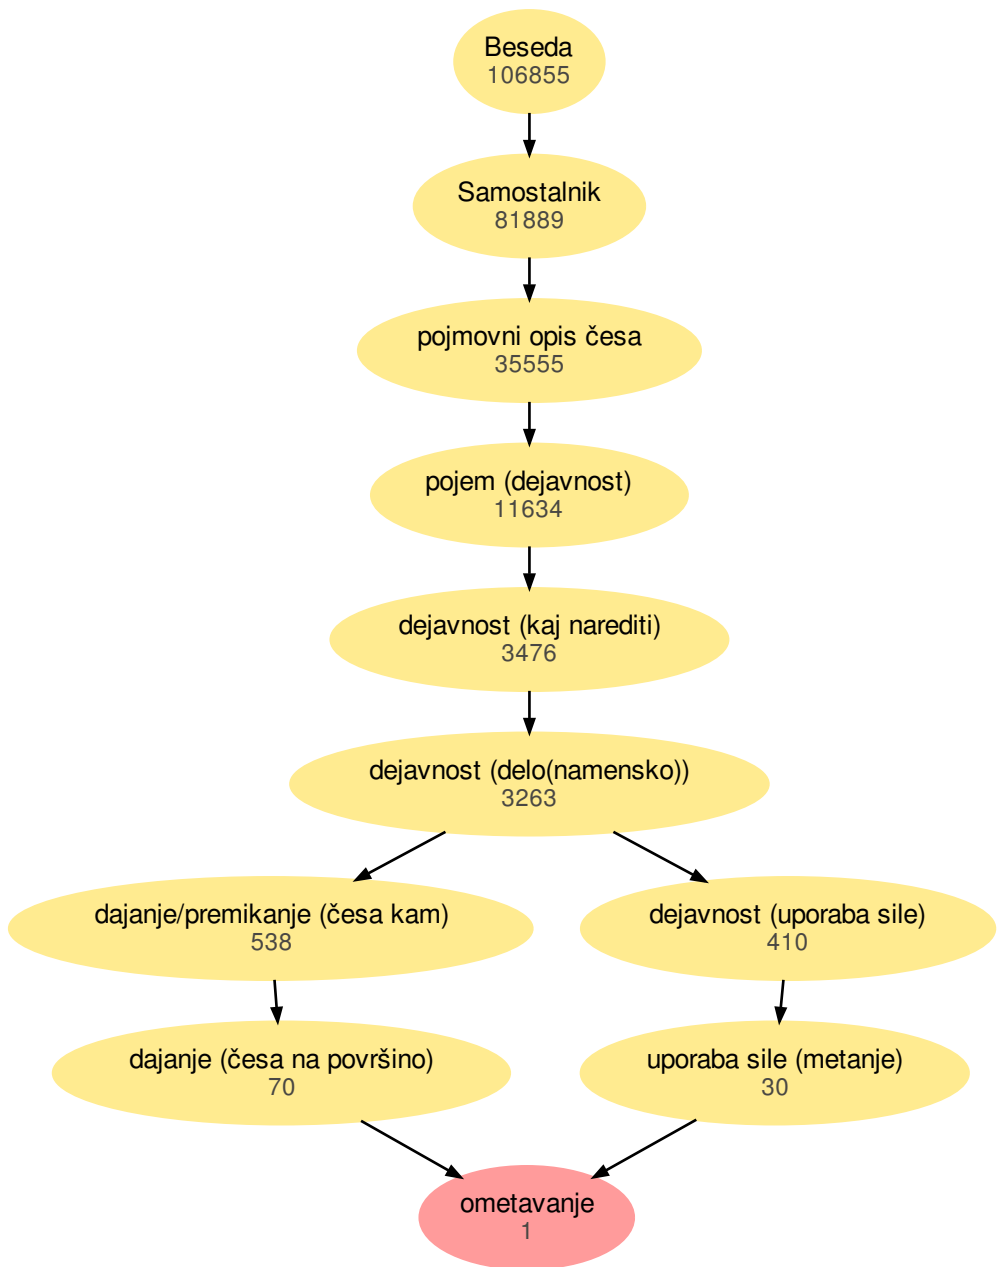 Beseda
106855
Samostalnik
81889
pojmovni opis česa
35555
pojem (dejavnost)
11634
dejavnost (kaj narediti)
3476
dejavnost (delo(namensko))
3263
dajanje/premikanje (česa kam)
538
dejavnost (uporaba sile)
410
dajanje (česa na površino)
70
uporaba sile (metanje)
30
ometavanje
1